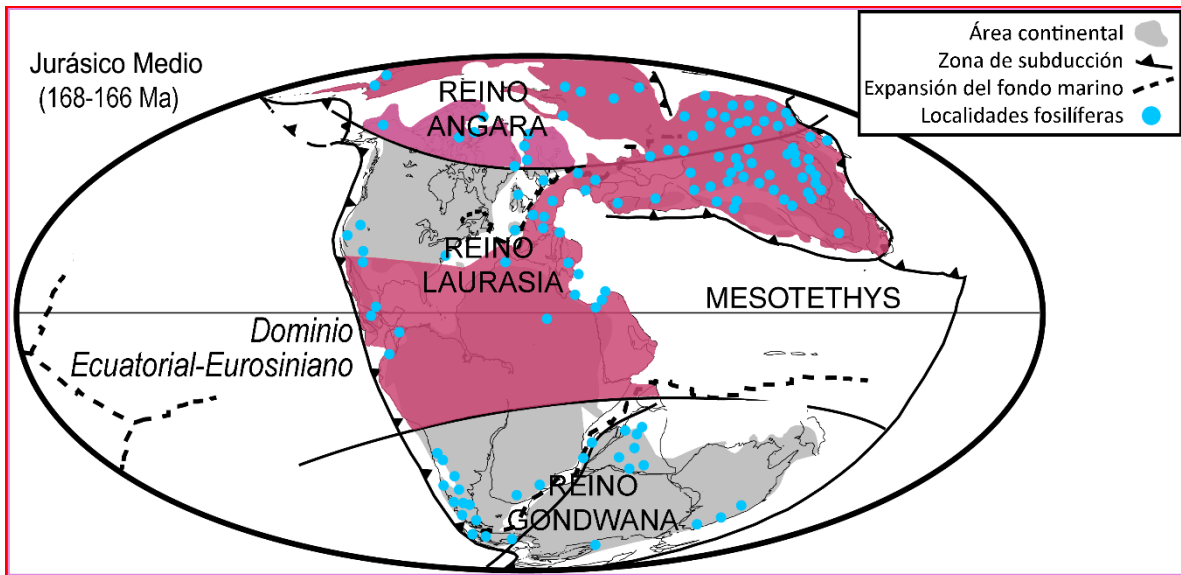 Jurásico Medio
(168-166 Ma)
Área continental
Zona de subducción
Expansión del fondo marino
Localidades fosilíferas
REINO
ANGARA
REINO
LAURASIA
MESOTETHYS
Dominio
Ecuatorial-Eurosiniano
REINO
GONDWANA